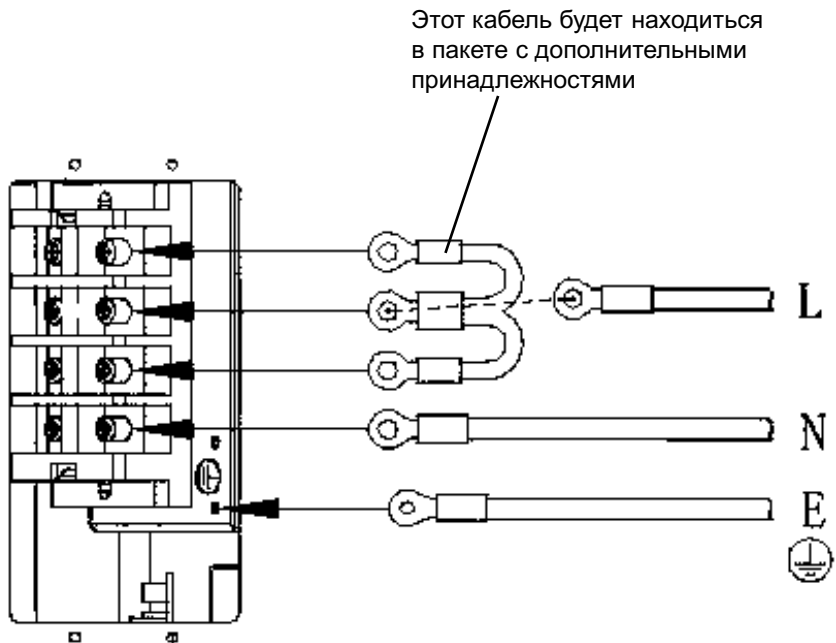 Этот кабель будет находиться
в пакете с дополнительными
принадлежностями
L
N
E